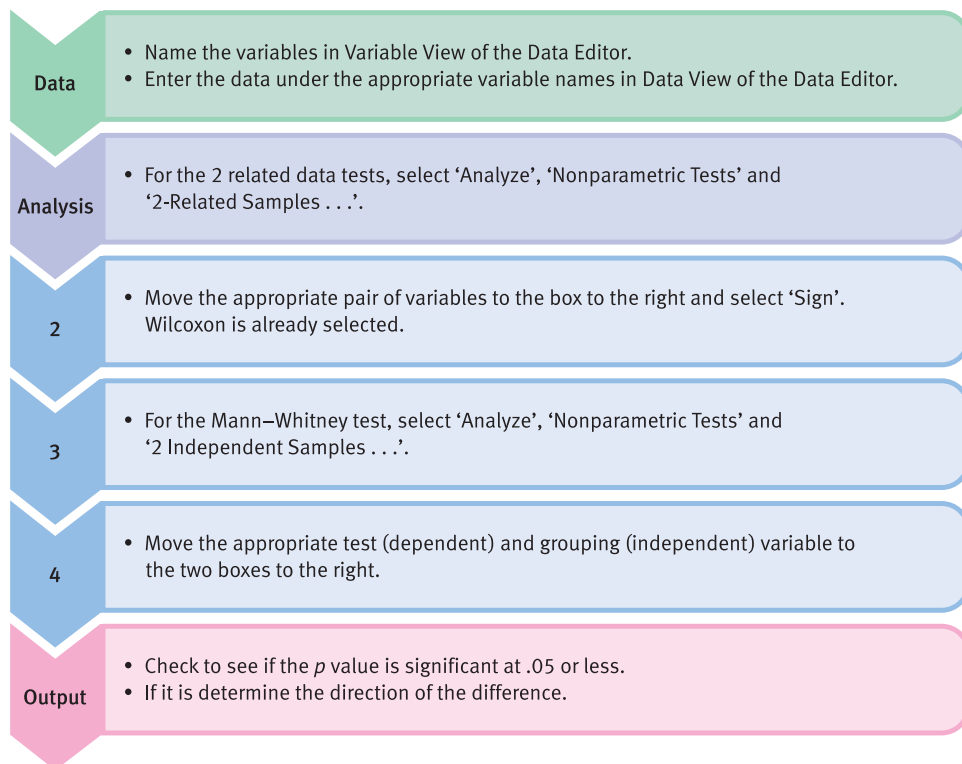 Data
• Name the variables in Variable View of the Data Editor.
• Enter the data under the appropriate variable names in Data View of the Data Editor.
Analysis
• For the 2 related data tests, select ‘Analyze’, ‘Nonparametric Tests’ and
‘2-Related Samples . . .’.
2
• Move the appropriate pair of variables to the box to the right and select ‘Sign’.
Wilcoxon is already selected.
3
• For the Mann–Whitney test, select ‘Analyze’, ‘Nonparametric Tests’ and
‘2 Independent Samples . . .’.
4
• Move the appropriate test (dependent) and grouping (independent) variable to
the two boxes to the right.
Output
• Check to see if the p value is significant at .05 or less.
• If it is determine the direction of the difference.